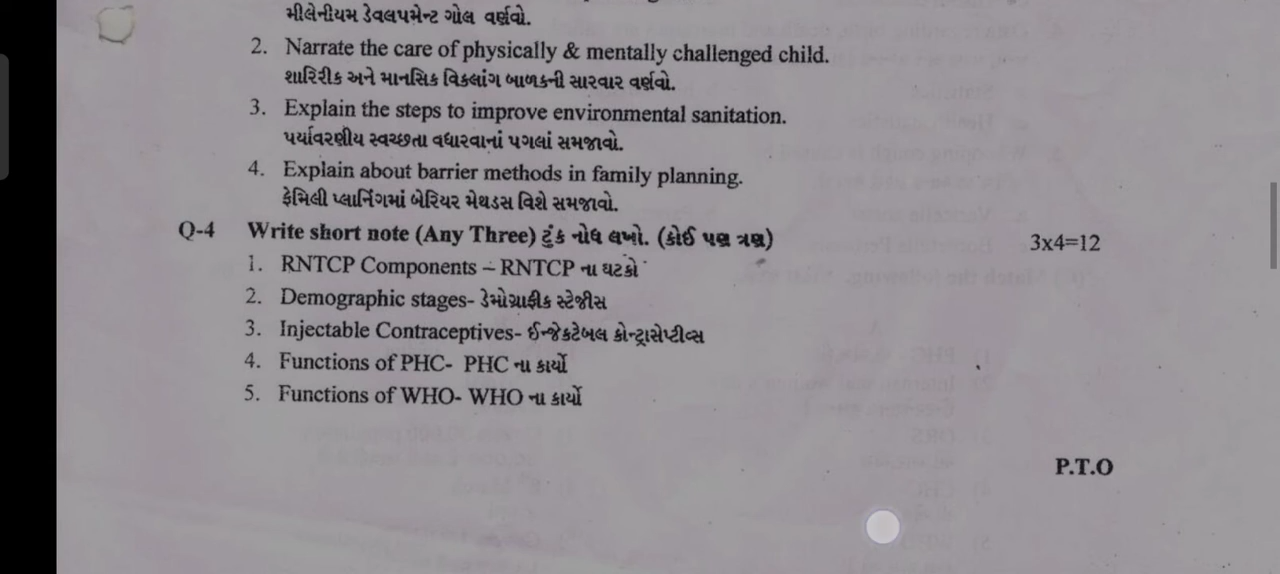 મીલેનીયમ ડેવલપમેન્ટ ગોલ વર્ણવો.
2. Narrate the care of physically & mentally challenged child.
શારિરીક અને માનસિક વિકલાંગ બાળકની સારવાર વર્ણવો.
3. Explain the steps to improve environmental sanitation.
પર્યાવરણીય સ્વચ્છતા વધારવાનાં પગલાં સમજાવો.
4. Explain about barrier methods in family planning.
ફેમિલી પ્લાનિંગમાં બેરિયર મેથડસ વિશે સમજાવો.
Q-4 Write short note (Any Three) ટુંક નોધ લખો. (કોઈ પણ ત્રણ) 3x4=12
1. RNTCP Components – RNTCP ના ઘટકો
2. Demographic stages- ડેમોગ્રાફીક સ્ટેજીસ
3. Injectable Contraceptives- ઈન્જેકટેબલ કોન્ટ્રાસેપ્ટીવ્સ
4. Functions of PHC- PHC ના કાર્યો
5. Functions of WHO- WHO ના કાર્યો
P.T.O